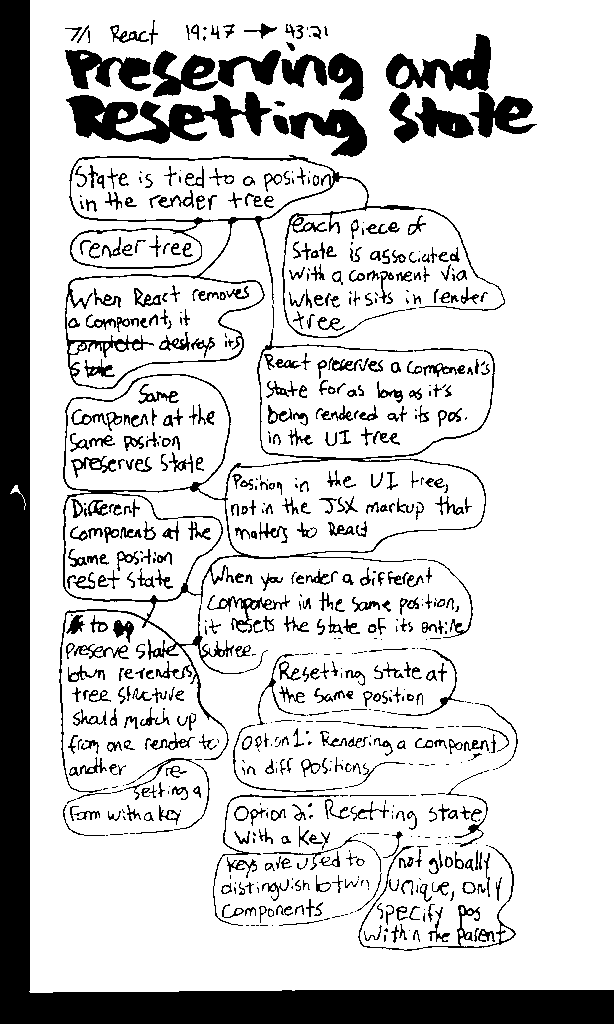 7/1 React 19:47 → 43:21
Preserving and
Resetting State
State is tied to a position
in the render tree
render tree
each piece of
State is associated
with a component via
where it sits in render
tree
When React removes
a component, it
completel destroys its
state
React preserves a component's
State for as long as it's
being rendered at its pos.
in the UI tree
Same
Component at the
Same position
preserves State
Position in the UI tree,
not in the JSX markup that
matters to React
Different
Components at the
Same position
reset state
When you render a different
Component in the same position,
it resets the state of its entire
subtree
to
Preserve state
btwn re-renders,
tree structure
should match up
from one render to
another
Resetting State at
the same position
Option 1: Rendering a component
in diff positions
re-
setting a
Form with a key
Option 2: Resetting state
with a key
Keys are used to
distinguish btwn
Components
not globally
unique, only
specify pos
within the parent